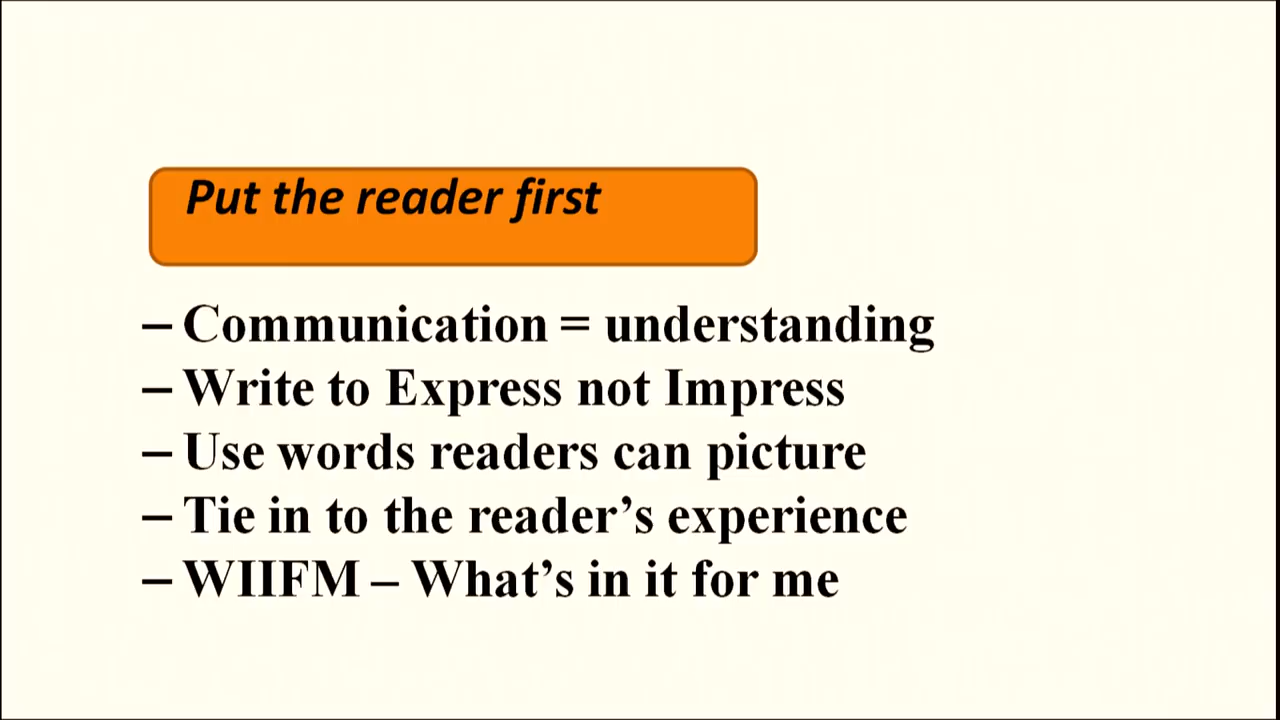 Put the reader first
– Communication = understanding
– Write to Express not Impress
– Use words readers can picture
– Tie in to the reader’s experience
– WIIFM – What’s in it for me